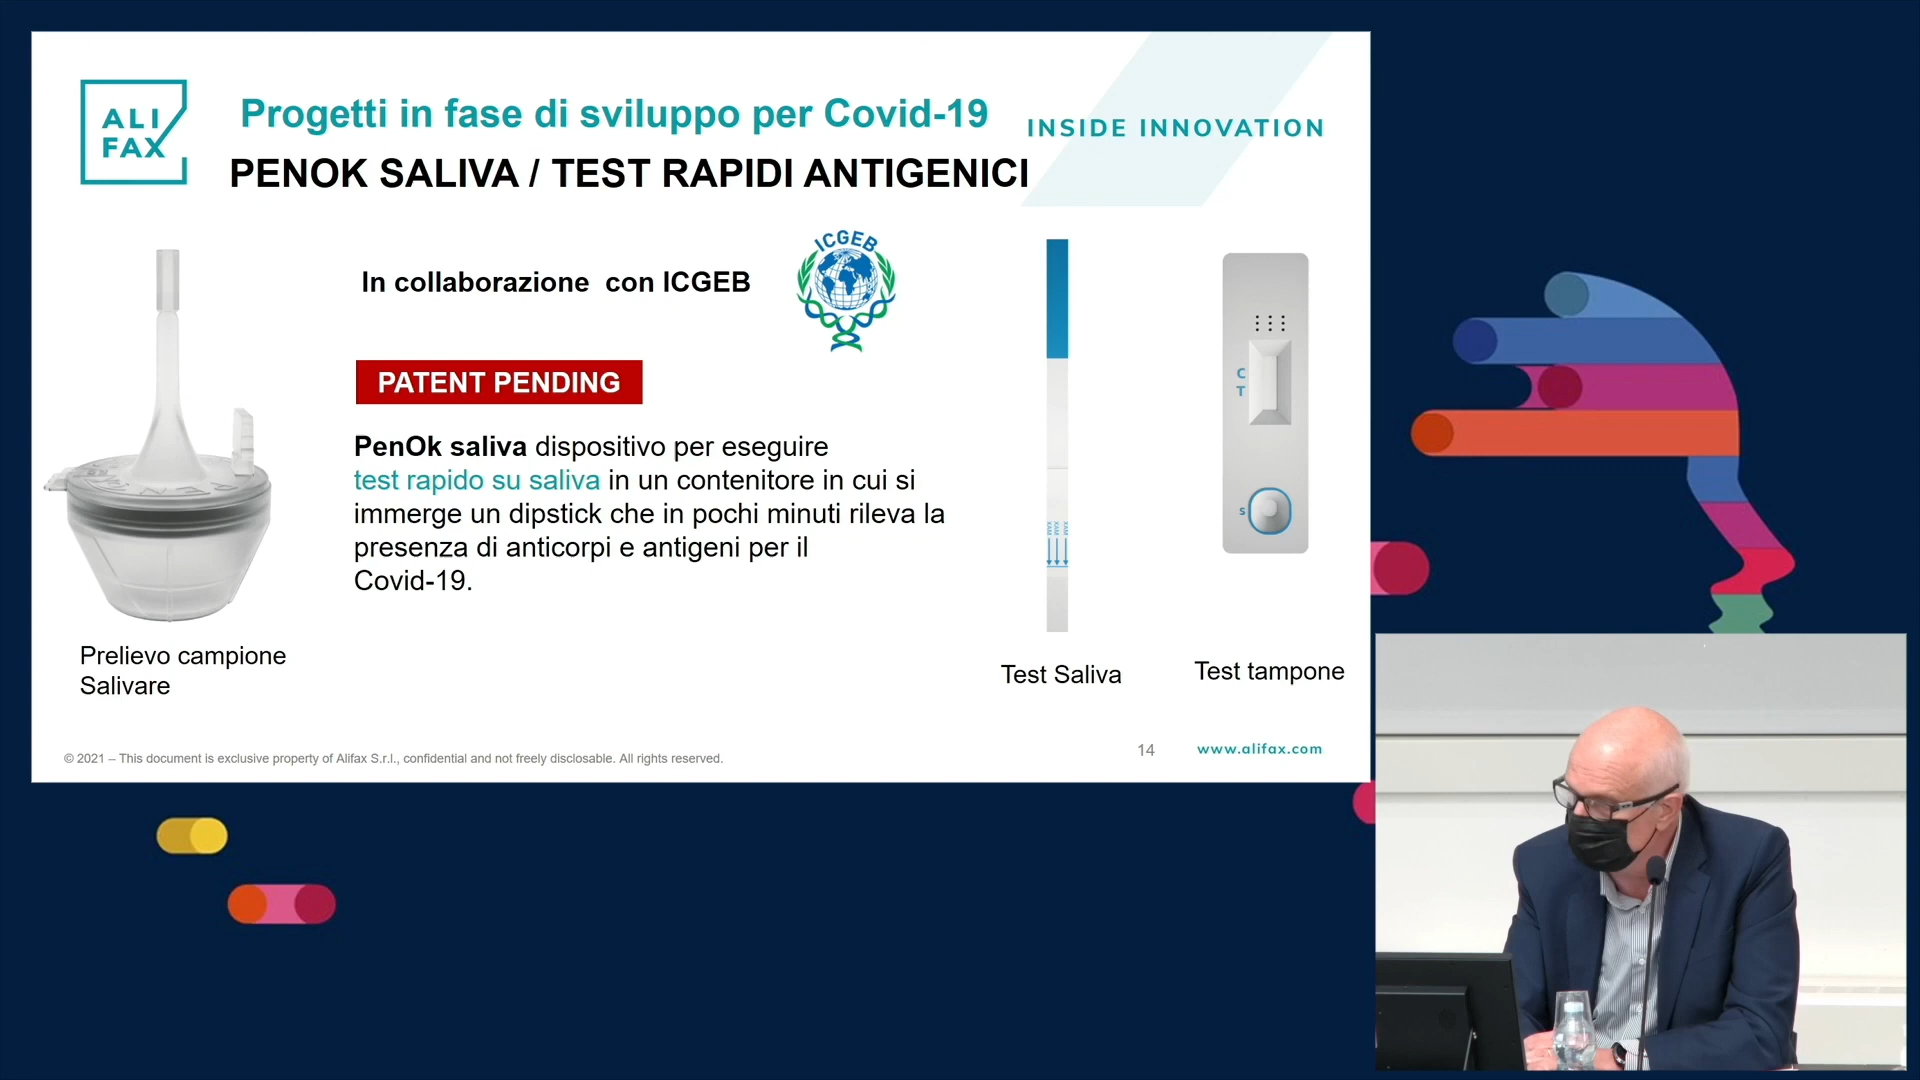 ALI
FAX
Progetti in fase di sviluppo per Covid-19
INSIDE INNOVATION
PENOK SALIVA / TEST RAPIDI ANTIGENICI
In collaborazione con ICGEB
ICGEB
PATENT PENDING
PenOk saliva dispositivo per eseguire
test rapido su saliva in un contenitore in cui si
immerge un dipstick che in pochi minuti rileva la
presenza di anticorpi e antigeni per il
Covid-19.
C
T
S
MAX MAX MAX
Prelievo campione
Salivare
Test Saliva
Test tampone
© 2021 – This document is exclusive property of Alifax S.r.l., confidential and not freely disclosable. All rights reserved.
14
www.alifax.com